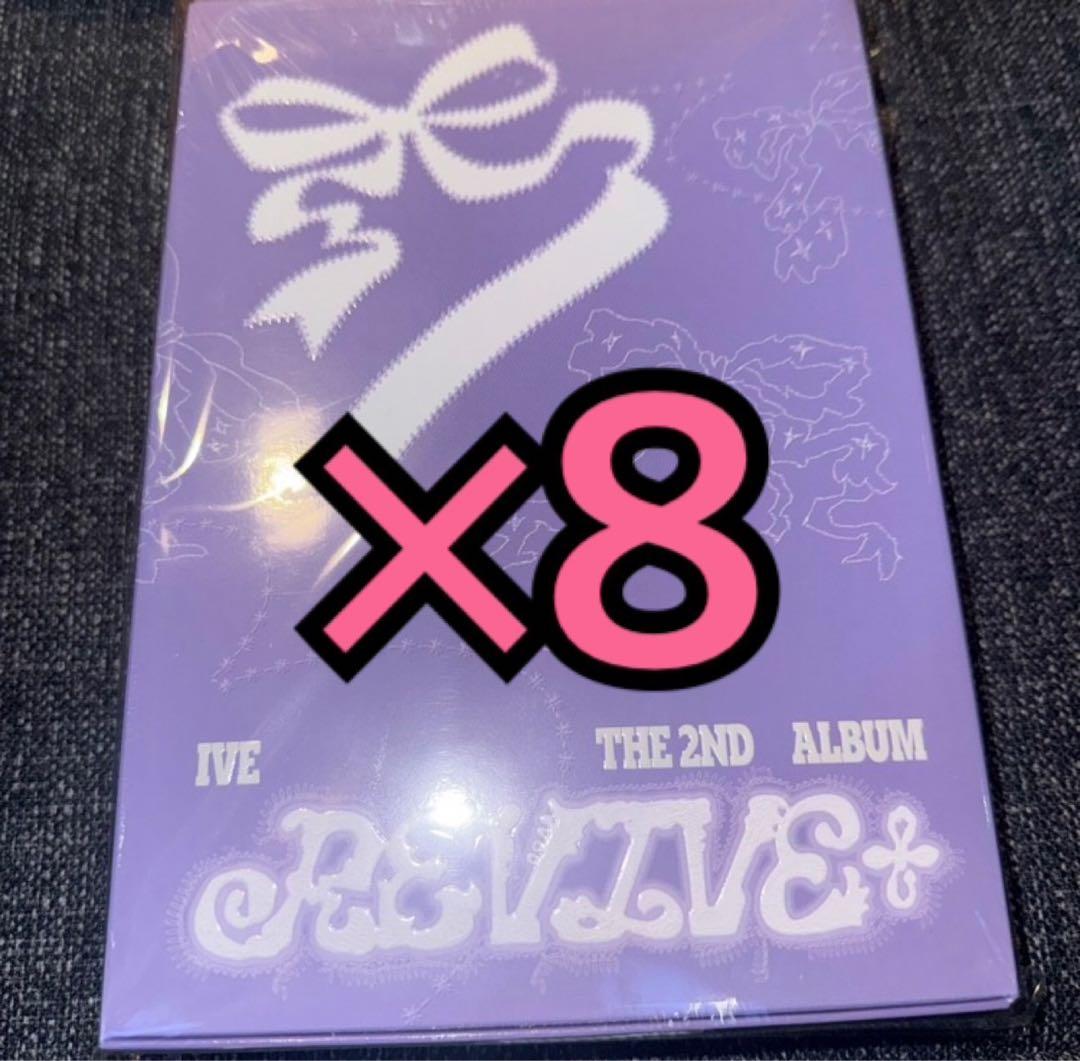 ×8
IVE THE 2ND ALBUM
REVIVE+